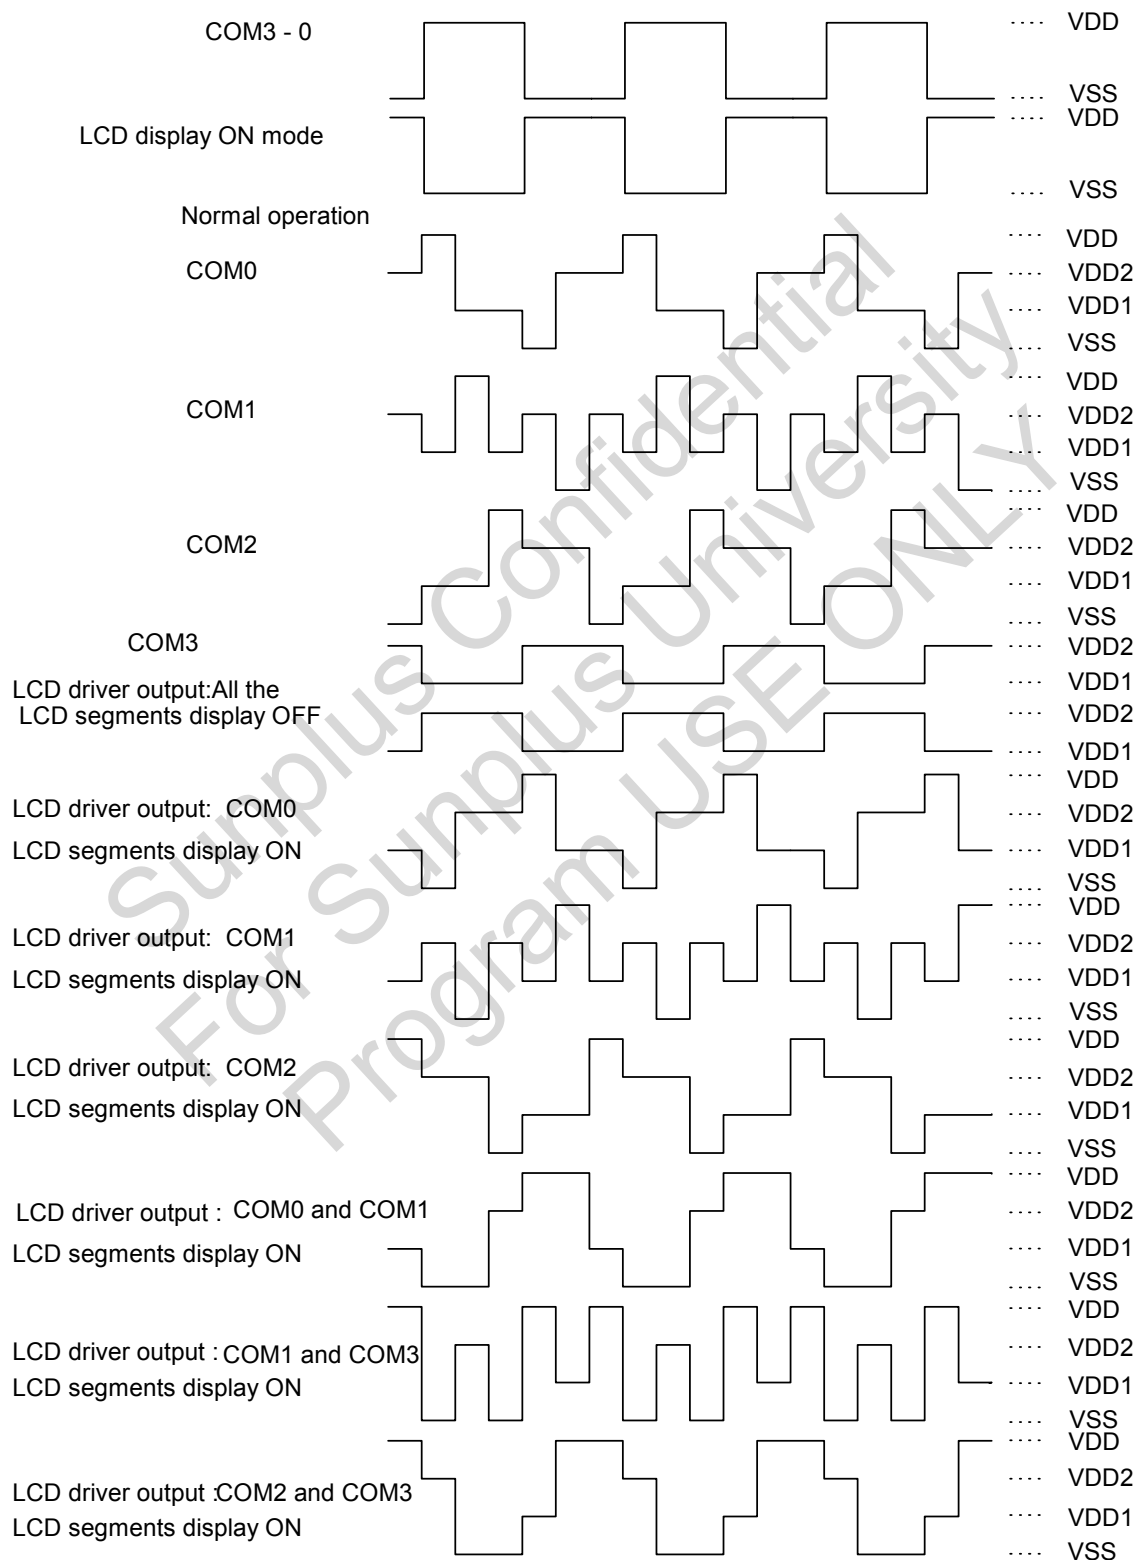 COM3 - 0
VDD
VSS
VDD
LCD display ON mode
VSS
Normal operation
VDD
COM0
VDD2
VDD1
VSS
VDD
COM1
VDD2
VDD1
VSS
VDD
COM2
VDD2
VDD1
VSS
COM3
VDD2
VDD1
LCD driver output:All the
LCD segments display OFF
VDD2
VDD1
VDD
LCD driver output: COM0
VDD2
LCD segments display ON
VDD1
VSS
VDD
LCD driver output: COM1
VDD2
LCD segments display ON
VDD1
VSS
VDD
LCD driver output: COM2
VDD2
LCD segments display ON
VDD1
VSS
VDD
LCD driver output : COM0 and COM1
VDD2
LCD segments display ON
VDD1
VSS
VDD
LCD driver output : COM1 and COM3
VDD2
LCD segments display ON
VDD1
VSS
VDD
LCD driver output :COM2 and COM3
VDD2
LCD segments display ON
VDD1
VSS
Sunplus Confidential
For Sunplus University
Program USE ONLY